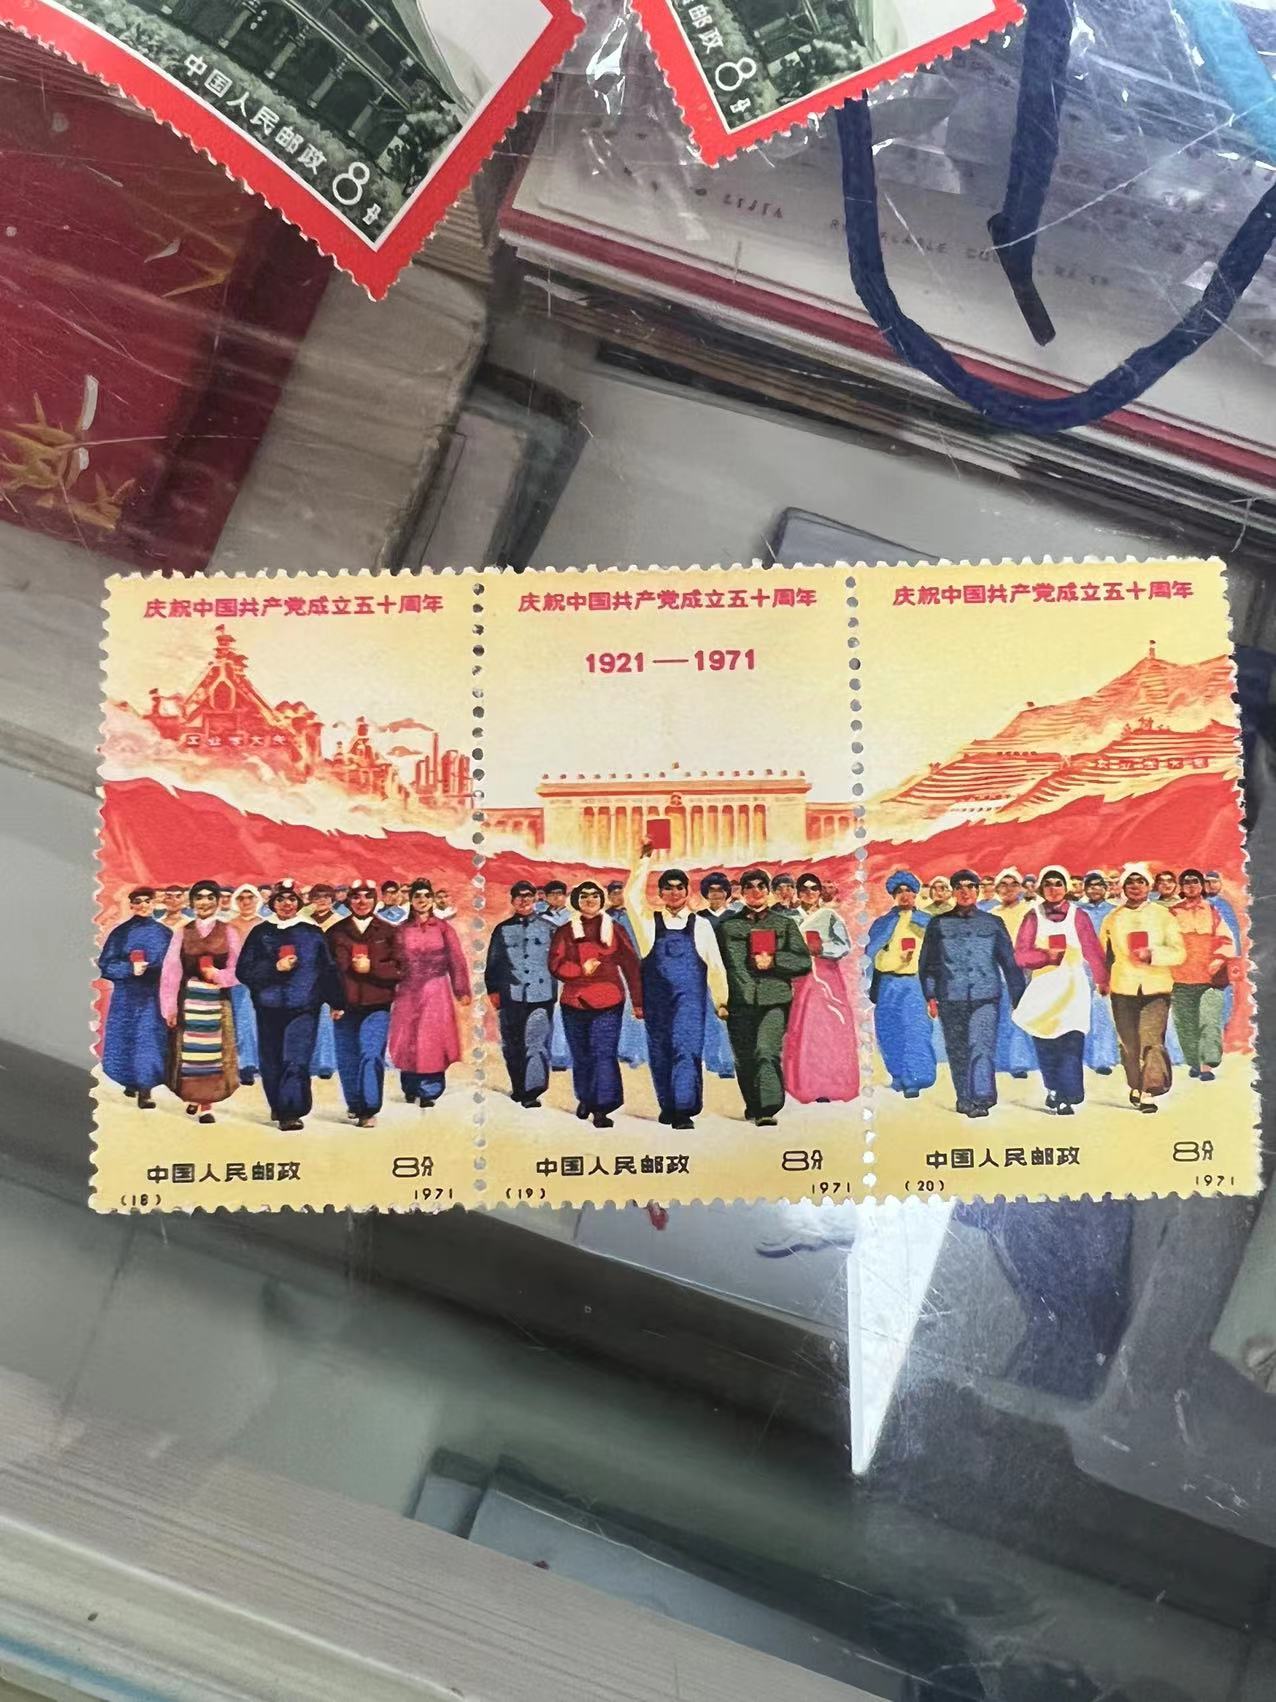 中国人民邮政 8分
邮政 8分
庆祝中国共产党成立五十周年
中国人民邮政 8分
(18) 1971
庆祝中国共产党成立五十周年
1921—1971
中国人民邮政 8分
(19) 1971
庆祝中国共产党成立五十周年
中国人民邮政 8分
(20) 1971